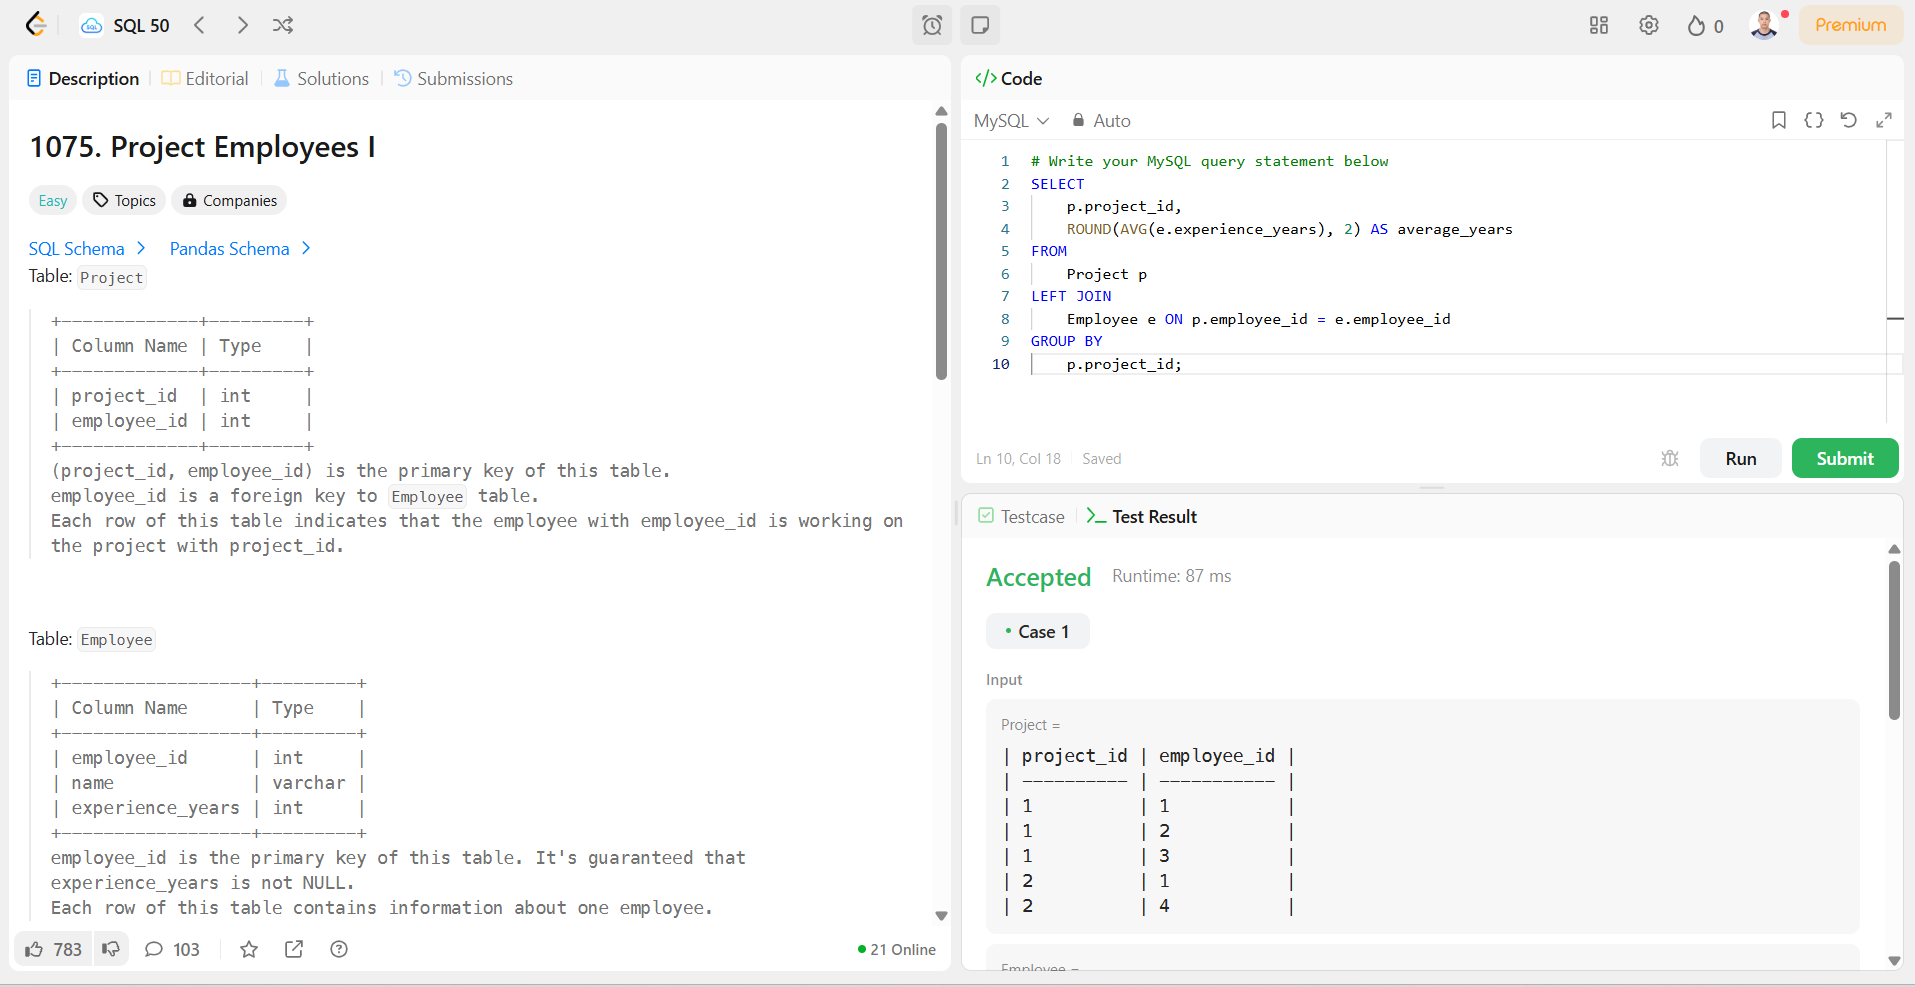 SQL 50
0
Premium
Description
Editorial
Solutions
Submissions
1075. Project Employees I
Easy
Topics
Companies
SQL Schema
Pandas Schema
Table: Project
+-------------+---------+
| Column Name | Type    |
+-------------+---------+
| project_id  | int     |
| employee_id | int     |
+-------------+---------+
(project_id, employee_id) is the primary key of this table.
employee_id is a foreign key to Employee table.
Each row of this table indicates that the employee with employee_id is working on
the project with project_id.
Table: Employee
+------------------+---------+
| Column Name      | Type    |
+------------------+---------+
| employee_id      | int     |
| name             | varchar |
| experience_years | int     |
+------------------+---------+
employee_id is the primary key of this table. It's guaranteed that
experience_years is not NULL.
Each row of this table contains information about one employee.
783
103
21 Online
</> Code
MySQL
Auto
1 # Write your MySQL query statement below
2 SELECT
3     p.project_id,
4     ROUND(AVG(e.experience_years), 2) AS average_years
5 FROM
6     Project p
7 LEFT JOIN
8     Employee e ON p.employee_id = e.employee_id
9 GROUP BY
10     p.project_id;
Ln 10, Col 18
Saved
Run
Submit
Testcase
Test Result
Accepted
Runtime: 87 ms
Case 1
Input
Project =
| project_id | employee_id |
| ---------- | ----------- |
| 1          | 1           |
| 1          | 2           |
| 1          | 3           |
| 2          | 1           |
| 2          | 4           |
Employee =